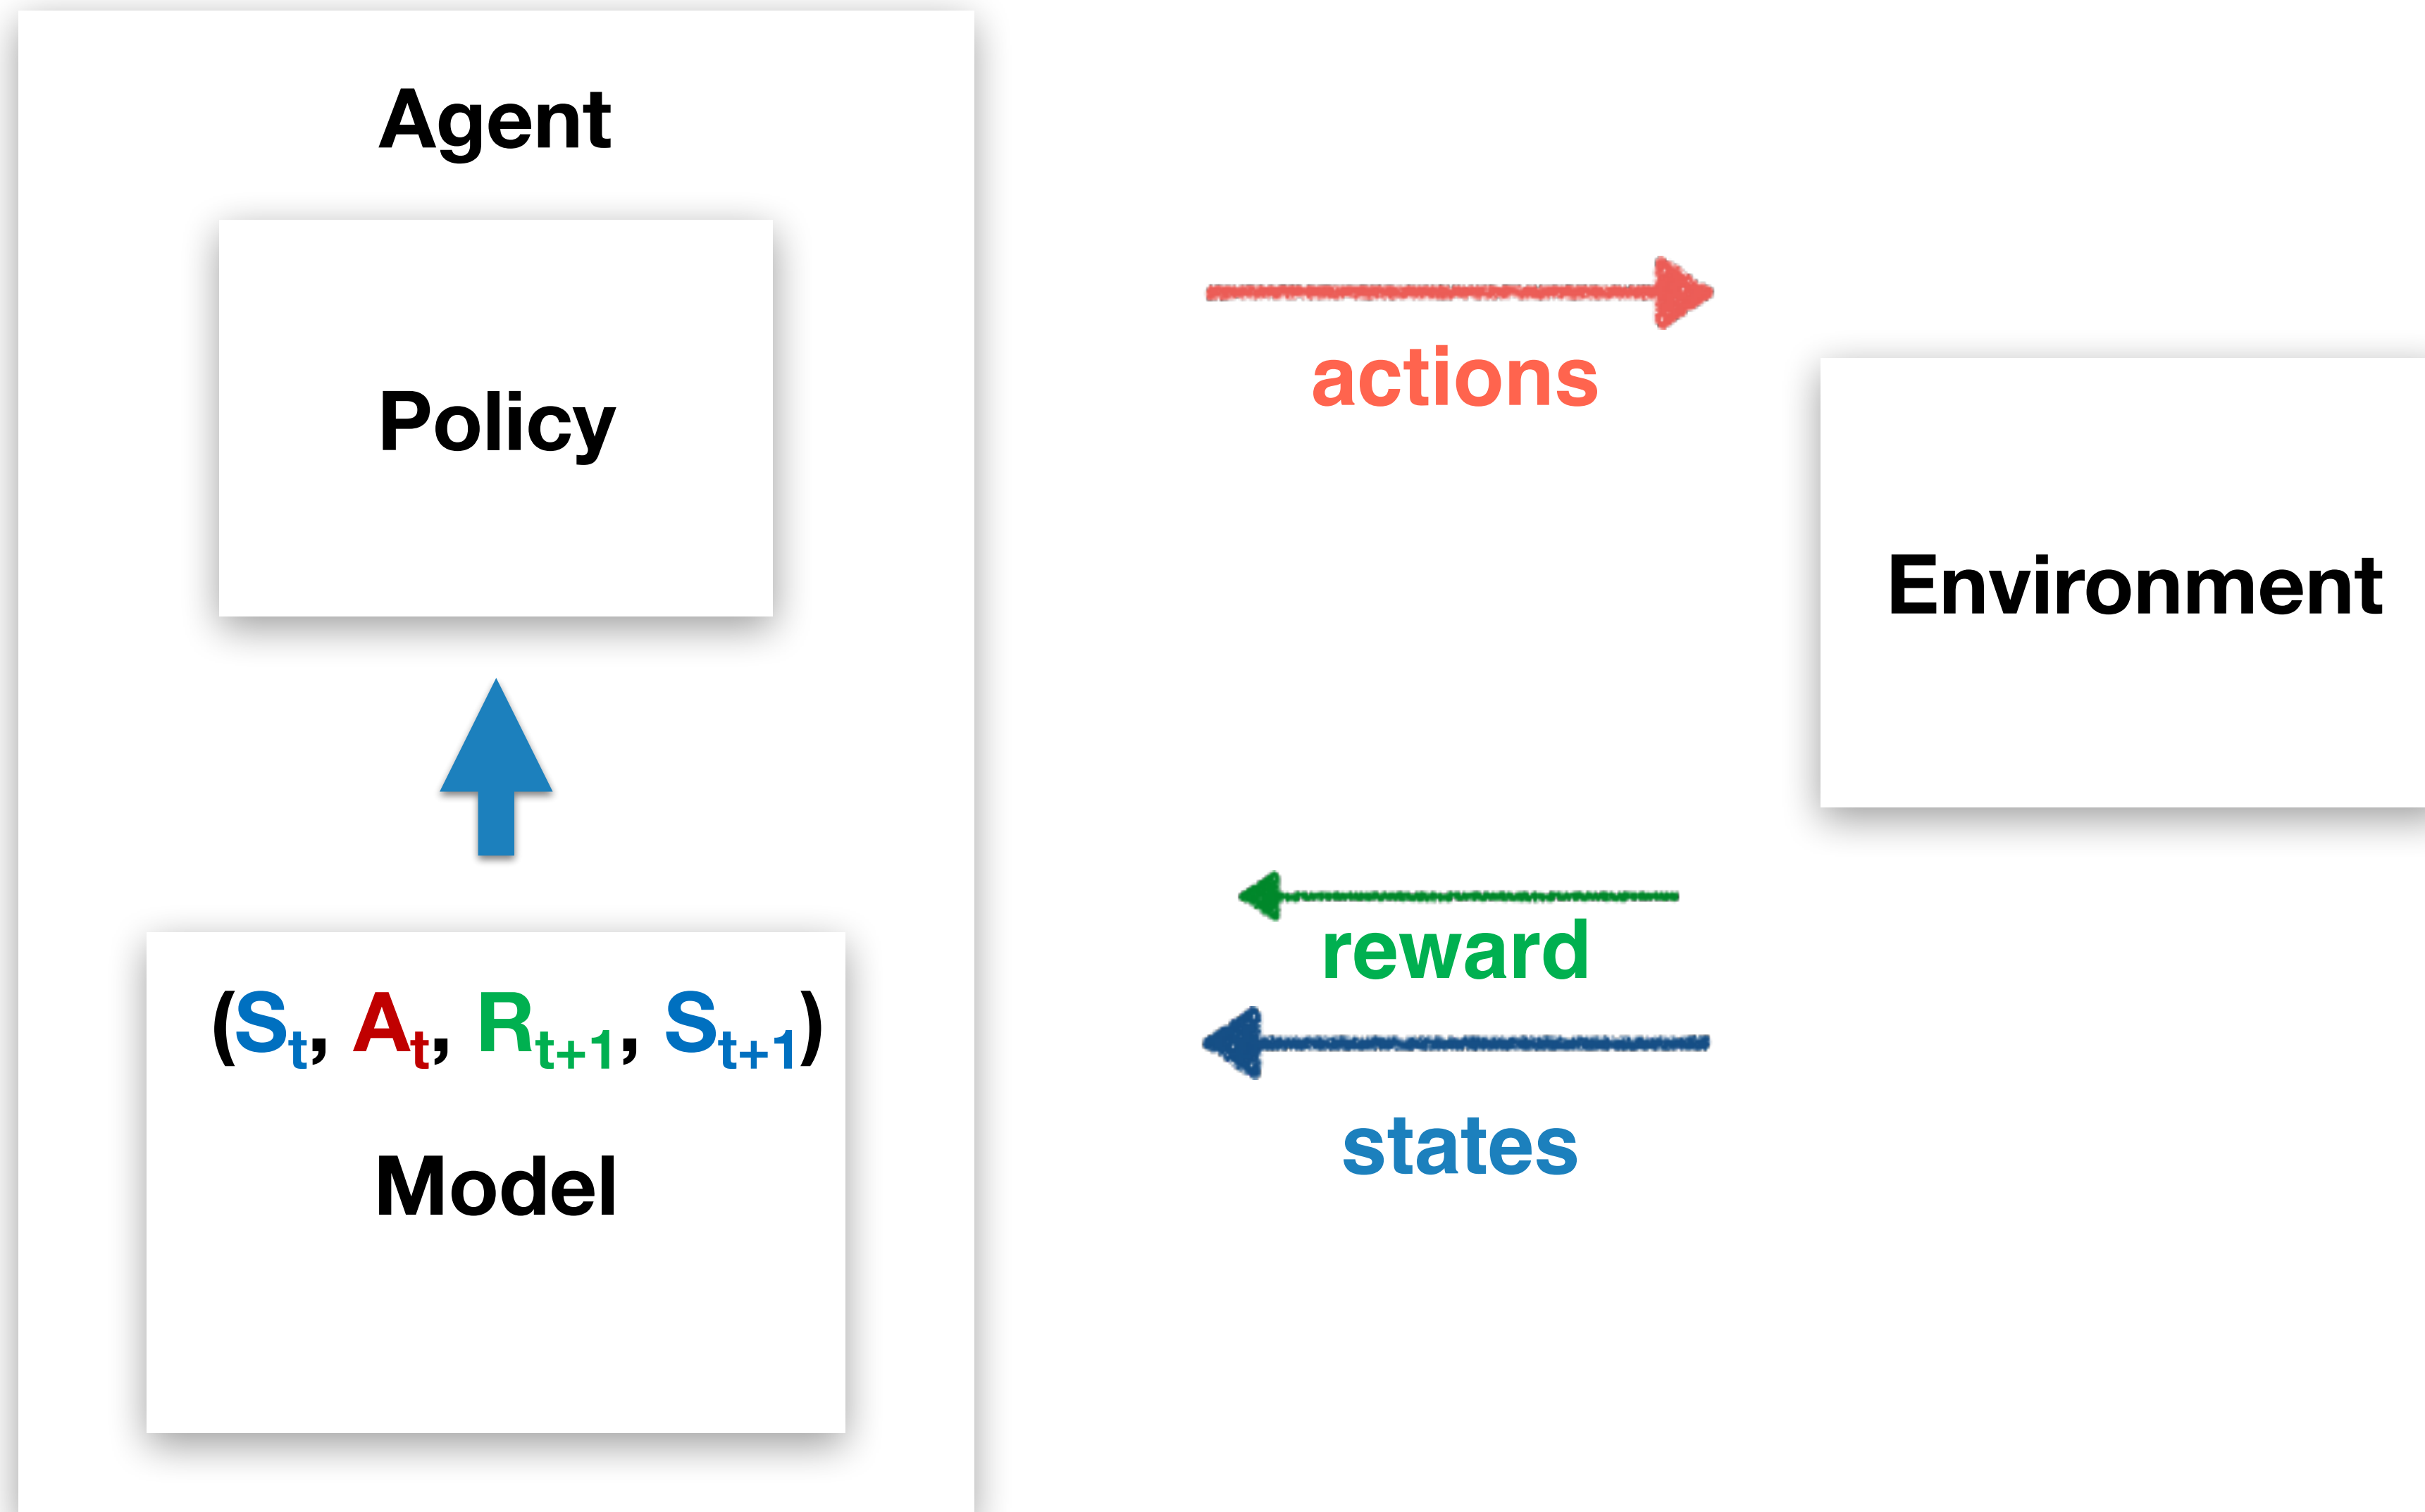 Agent
Policy
(St, At, Rt+1, St+1)
Model
actions
reward
states
Environment